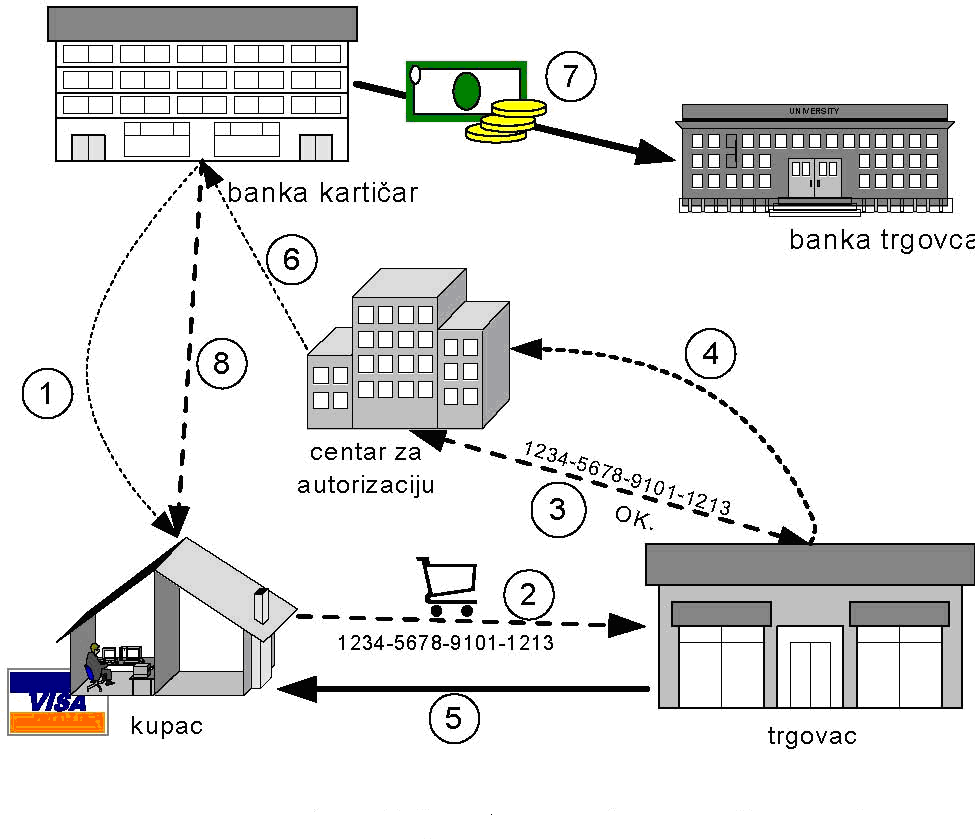 7
UNIVERSITY
banka kartičar
banka trgovca
6
4
8
1
centar za
autorizaciju
1234-5678-9101-1213
3
OK.
2
1234-5678-9101-1213
VISA
5
kupac
trgovac